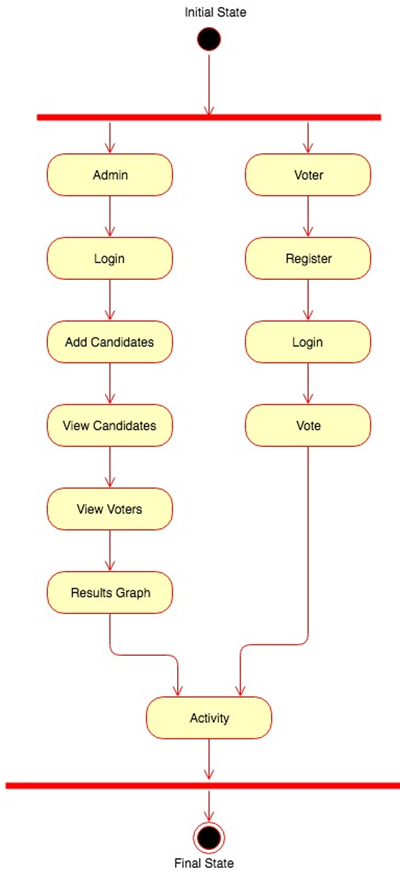 Initial State
Admin
Voter
Login
Register
Add Candidates
Login
View Candidates
Vote
View Voters
Results Graph
Activity
Final State